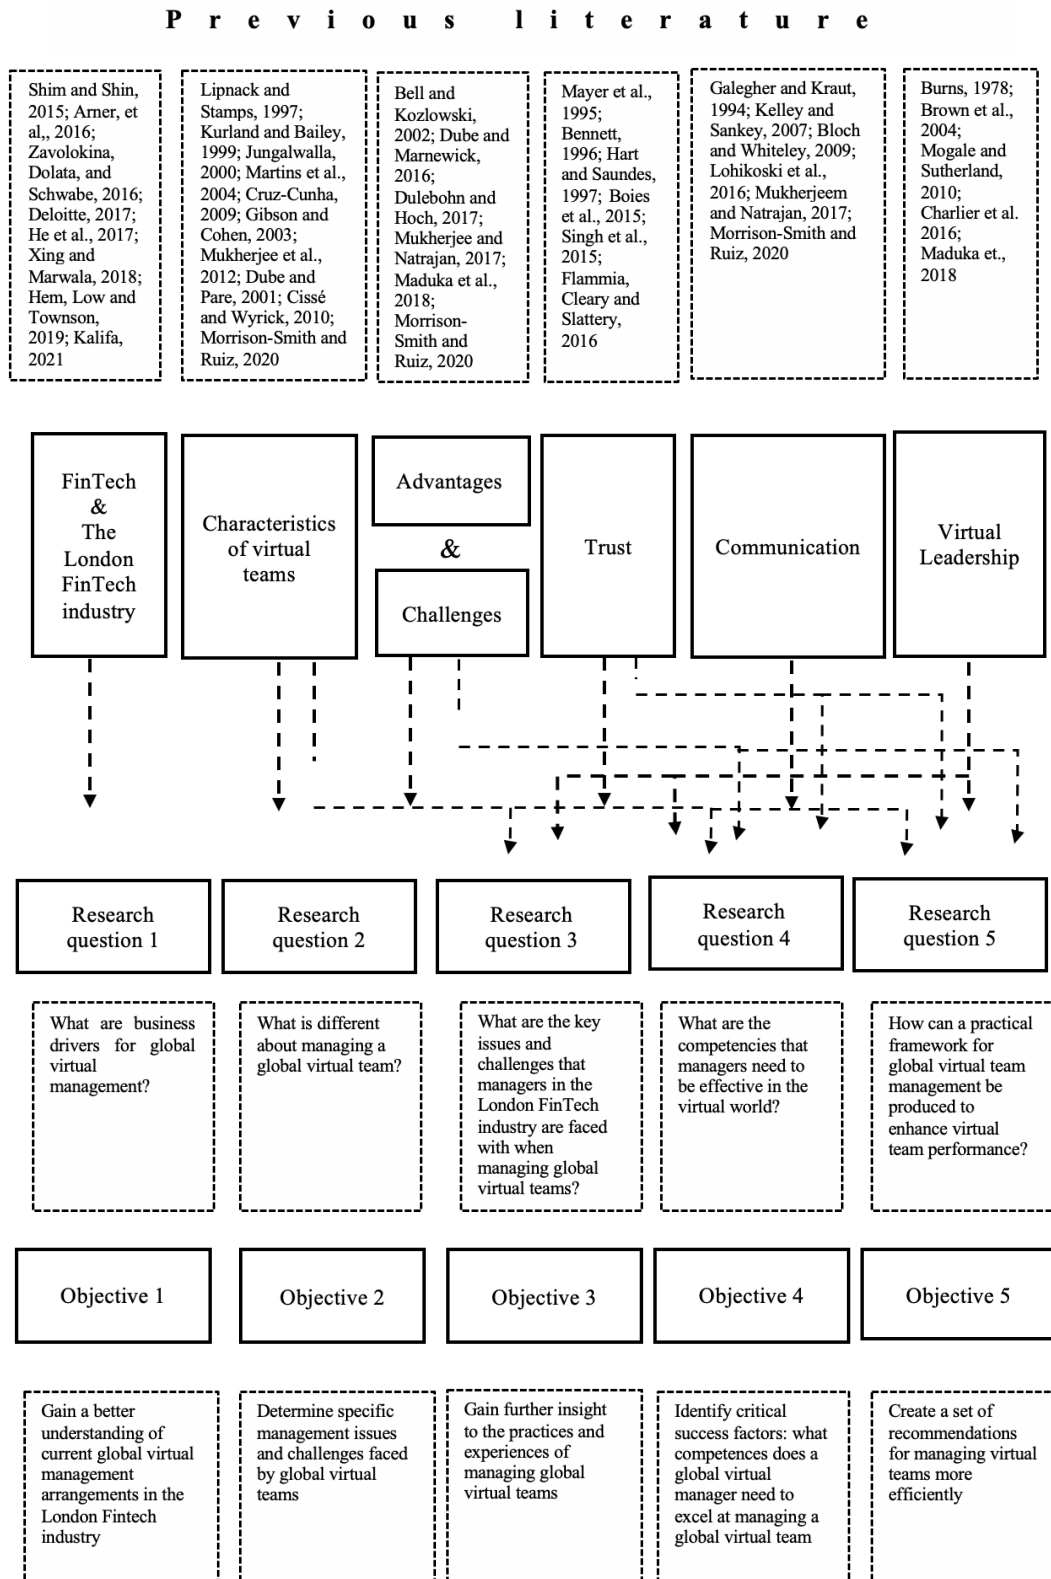 Previous literature
Shim and Shin,
2015; Arner, et
al,, 2016;
Zavolokina,
Dolata, and
Schwabe, 2016;
Deloitte, 2017;
He et al., 2017;
Xing and
Marwala, 2018;
Hem, Low and
Townson,
2019; Kalifa,
2021
Lipnack and
Stamps, 1997;
Kurland and Bailey,
1999; Jungalwalla,
2000; Martins et al.,
2004; Cruz-Cunha,
2009; Gibson and
Cohen, 2003;
Mukherjee et al.,
2012; Dube and
Pare, 2001; Cissé
and Wyrick, 2010;
Morrison-Smith and
Ruiz, 2020
Bell and
Kozlowski,
2002; Dube and
Marnewick,
2016;
Dulebohn and
Hoch, 2017;
Mukherjee and
Natrajan, 2017;
Maduka et al.,
2018;
Morrison-
Smith and
Ruiz, 2020
Mayer et al.,
1995;
Bennett,
1996; Hart
and Saundes,
1997; Boies
et al., 2015;
Singh et al.,
2015;
Flammia,
Cleary and
Slattery,
2016
Galegher and Kraut,
1994; Kelley and
Sankey, 2007; Bloch
and Whiteley, 2009;
Lohikoski et al.,
2016; Mukherjeem
and Natrajan, 2017;
Morrison-Smith and
Ruiz, 2020
Burns, 1978;
Brown et al.,
2004;
Mogale and
Sutherland,
2010;
Charlier et al.
2016;
Maduka et.,
2018
FinTech
&
The
London
FinTech
industry
Characteristics
of virtual
teams
Advantages
&
Challenges
Trust
Communication
Virtual
Leadership
Research
question 1
Research
question 2
Research
question 3
Research
question 4
Research
question 5
What are business
drivers for global
virtual
management?
What is different
about managing a
global virtual team?
What are the key
issues and
challenges that
managers in the
London FinTech
industry are faced
with when
managing global
virtual teams?
What are the
competencies that
managers need to
be effective in the
virtual world?
How can a practical
framework for
global virtual team
management be
produced to
enhance virtual
team performance?
Objective 1
Objective 2
Objective 3
Objective 4
Objective 5
Gain a better
understanding of
current global virtual
management
arrangements in the
London Fintech
industry
Determine specific
management issues
and challenges faced
by global virtual
teams
Gain further insight
to the practices and
experiences of
managing global
virtual teams
Identify critical
success factors: what
competences does a
global virtual
manager need to
excel at managing a
global virtual team
Create a set of
recommendations
for managing virtual
teams more
efficiently